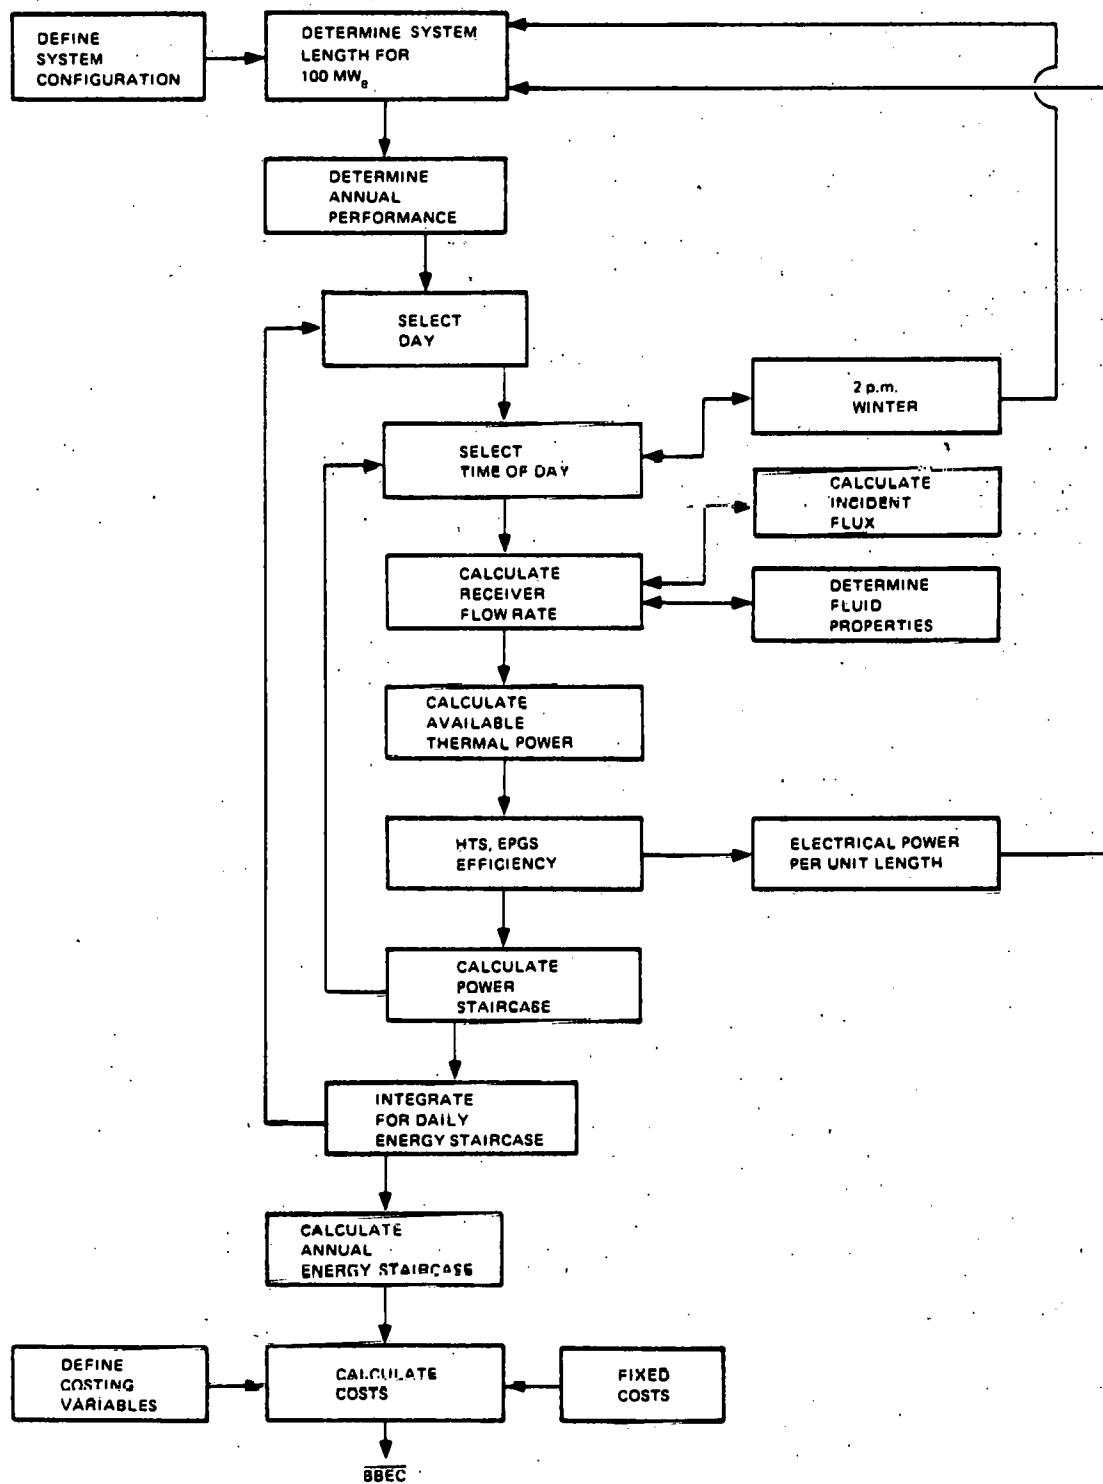 DEFINE
SYSTEM
CONFIGURATION
DETERMINE SYSTEM
LENGTH FOR
100 MWe
DETERMINE
ANNUAL
PERFORMANCE
SELECT
DAY
2 p.m.
WINTER
SELECT
TIME OF DAY
CALCULATE
INCIDENT
FLUX
CALCULATE
RECEIVER
FLOW RATE
DETERMINE
FLUID
PROPERTIES
CALCULATE
AVAILABLE
THERMAL POWER
HTS, EPGS
EFFICIENCY
ELECTRICAL POWER
PER UNIT LENGTH
CALCULATE
POWER
STAIRCASE
INTEGRATE
FOR DAILY
ENERGY STAIRCASE
CALCULATE
ANNUAL
ENERGY STAIRCASE
DEFINE
COSTING
VARIABLES
CALCULATE
COSTS
FIXED
COSTS
BBEC